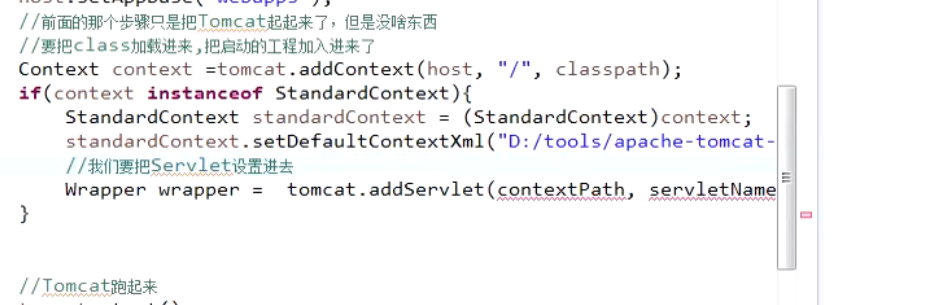 host.setAppBase("webapps");
//前面的那个步骤只是把Tomcat起起来了，但是没啥东西
//要把class加载进来,把启动的工程加入进来了
Context context =tomcat.addContext(host, "/", classpath);
if(context instanceof StandardContext){
StandardContext standardContext = (StandardContext)context;
standardContext.setDefaultContextXml("D:/tools/apache-tomcat-
//我们要把Servlet设置进去
Wrapper wrapper =  tomcat.addServlet(contextPath, servletName
}
//Tomcat跑起来